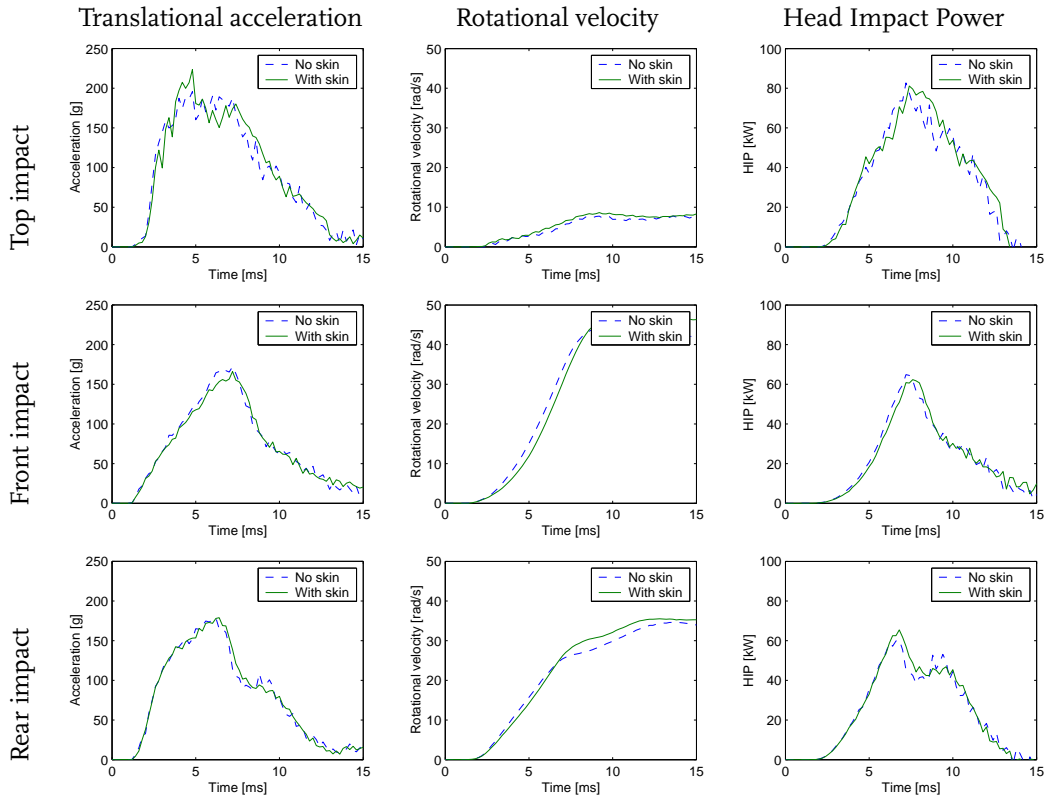 Translational acceleration Rotational velocity Head Impact Power
Top impact
250
200
150
100
50
0
Acceleration [g]
0 5 10 15
Time [ms]
No skin
With skin
50
40
30
20
10
0
Rotational velocity [rad/s]
0 5 10 15
Time [ms]
No skin
With skin
100
80
60
40
20
0
HIP [kW]
0 5 10 15
Time [ms]
No skin
With skin
Front impact
250
200
150
100
50
0
Acceleration [g]
0 5 10 15
Time [ms]
No skin
With skin
50
40
30
20
10
0
Rotational velocity [rad/s]
0 5 10 15
Time [ms]
No skin
With skin
100
80
60
40
20
0
HIP [kW]
0 5 10 15
Time [ms]
No skin
With skin
Rear impact
250
200
150
100
50
0
Acceleration [g]
0 5 10 15
Time [ms]
No skin
With skin
50
40
30
20
10
0
Rotational velocity [rad/s]
0 5 10 15
Time [ms]
No skin
With skin
100
80
60
40
20
0
HIP [kW]
0 5 10 15
Time [ms]
No skin
With skin